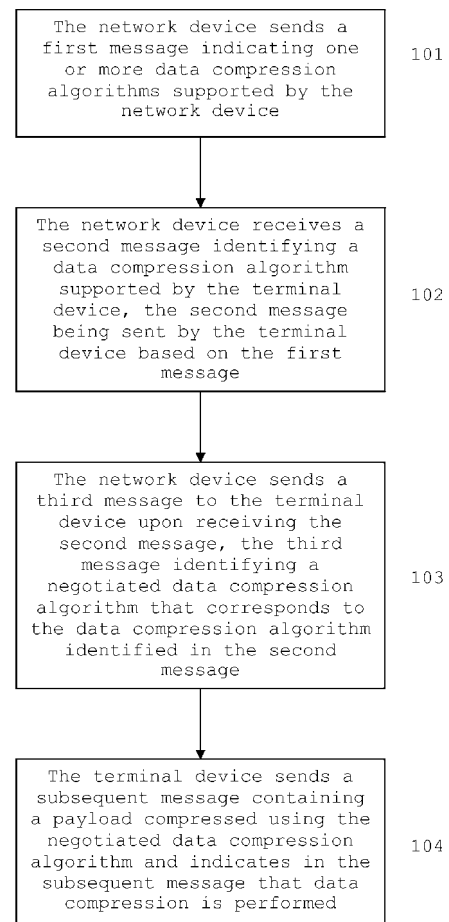 The network device sends a
first message indicating one
or more data compression
algorithms supported by the
network device
101
The network device receives a
second message identifying a
data compression algorithm
supported by the terminal
device, the second message
being sent by the terminal
device based on the first
message
102
The network device sends a
third message to the terminal
device upon receiving the
second message, the third
message identifying a
negotiated data compression
algorithm that corresponds to
the data compression algorithm
identified in the second
message
103
The terminal device sends a
subsequent message containing
a payload compressed using the
negotiated data compression
algorithm and indicates in the
subsequent message that data
compression is performed
104